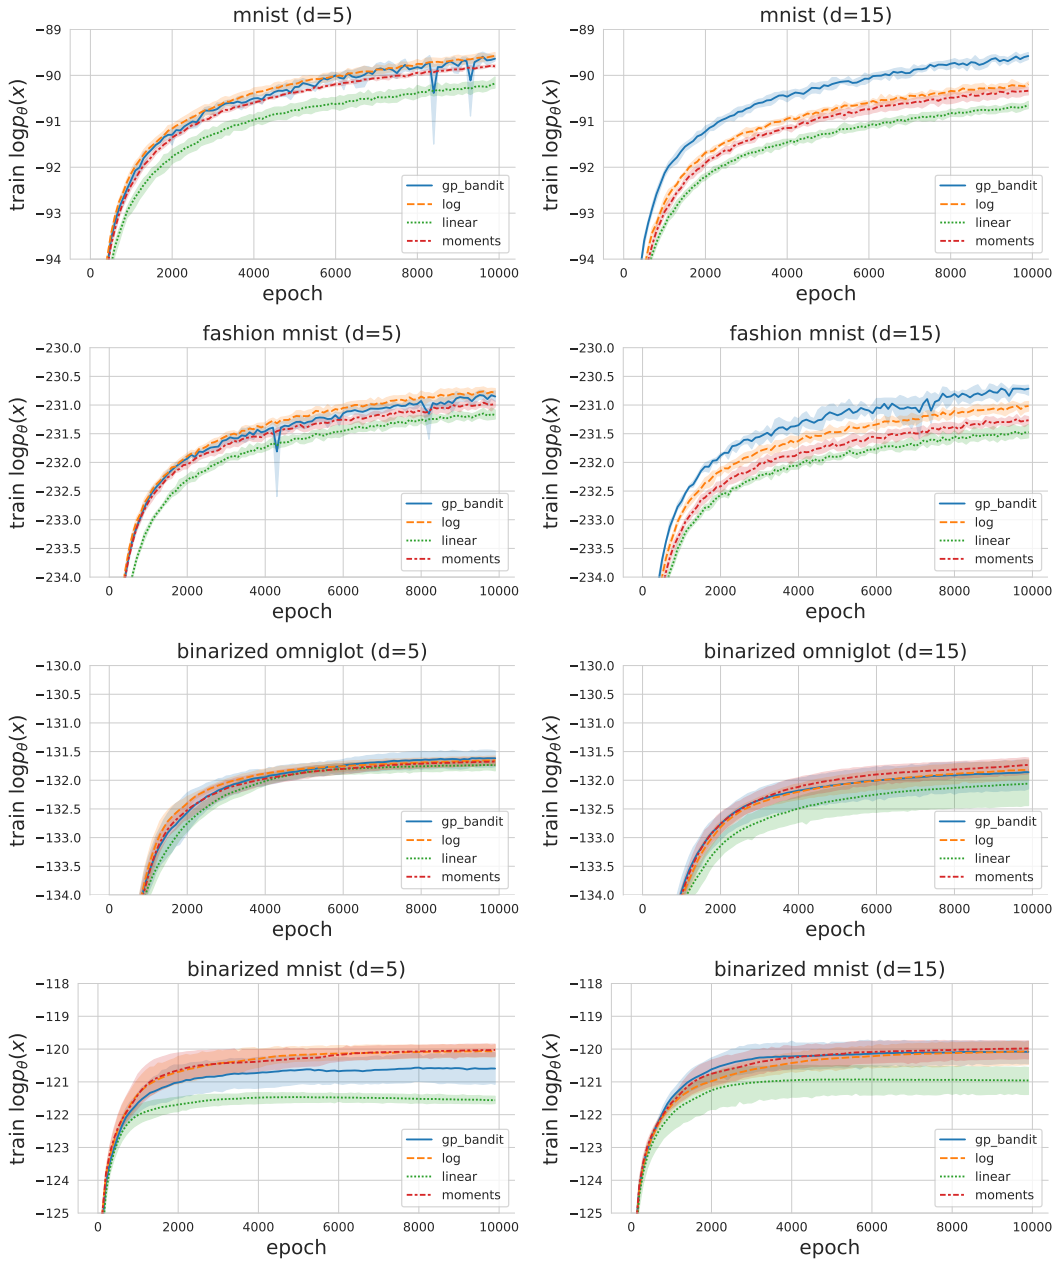 mnist (d=5)
train logpθ(x)
−89
−90
−91
−92
−93
−94
0 2000 4000 6000 8000 10000
epoch
gp_bandit
log
linear
moments
mnist (d=15)
train logpθ(x)
−89
−90
−91
−92
−93
−94
0 2000 4000 6000 8000 10000
epoch
gp_bandit
log
linear
moments
fashion mnist (d=5)
train logpθ(x)
−230.0
−230.5
−231.0
−231.5
−232.0
−232.5
−233.0
−233.5
−234.0
0 2000 4000 6000 8000 10000
epoch
gp_bandit
log
linear
moments
fashion mnist (d=15)
train logpθ(x)
−230.0
−230.5
−231.0
−231.5
−232.0
−232.5
−233.0
−233.5
−234.0
0 2000 4000 6000 8000 10000
epoch
gp_bandit
log
linear
moments
binarized omniglot (d=5)
train logpθ(x)
−130.0
−130.5
−131.0
−131.5
−132.0
−132.5
−133.0
−133.5
−134.0
0 2000 4000 6000 8000 10000
epoch
gp_bandit
log
linear
moments
binarized omniglot (d=15)
train logpθ(x)
−130.0
−130.5
−131.0
−131.5
−132.0
−132.5
−133.0
−133.5
−134.0
0 2000 4000 6000 8000 10000
epoch
gp_bandit
log
linear
moments
binarized mnist (d=5)
train logpθ(x)
−118
−119
−120
−121
−122
−123
−124
−125
0 2000 4000 6000 8000 10000
epoch
gp_bandit
log
linear
moments
binarized mnist (d=15)
train logpθ(x)
−118
−119
−120
−121
−122
−123
−124
−125
0 2000 4000 6000 8000 10000
epoch
gp_bandit
log
linear
moments